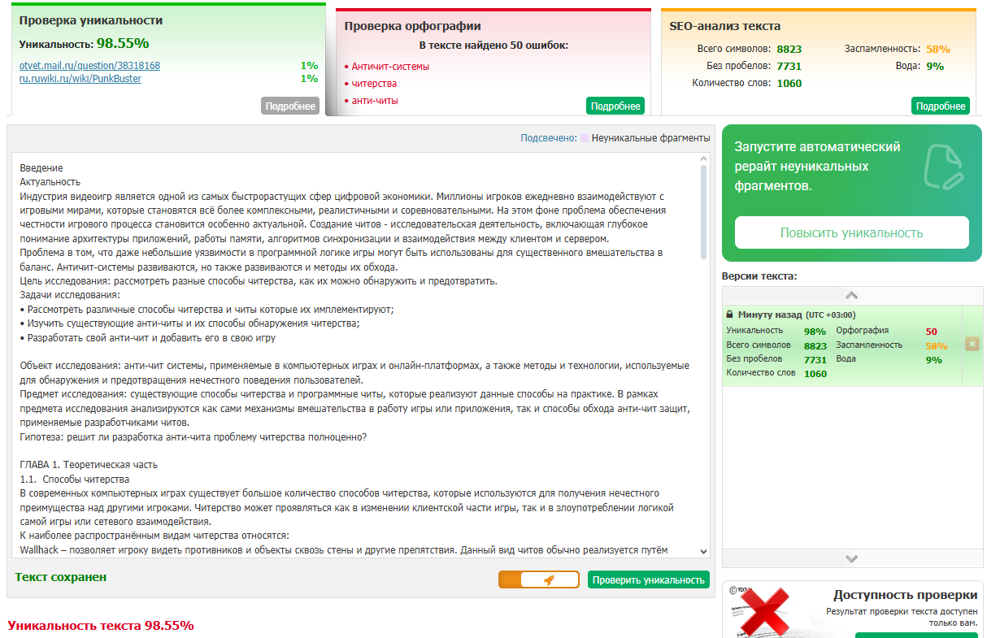 Проверка уникальности
Уникальность: 98.55%
otvet.mail.ru/question/38318168 1%
ru.ruwiki.ru/wiki/PunkBuster 1%
Подробнее
Проверка орфографии
В тексте найдено 50 ошибок:
• Античит-системы
• читерства
• анти-читы
Подробнее
SEO-анализ текста
Всего символов: 8823 Заспамленность: 58%
Без пробелов: 7731 Вода: 9%
Количество слов: 1060
Подробнее
Подсвечено: Неуникальные фрагменты
Введение
Актуальность
Индустрия видеоигр является одной из самых быстрорастущих сфер цифровой экономики. Миллионы игроков ежедневно взаимодействуют с
игровыми мирами, которые становятся всё более комплексными, реалистичными и соревновательными. На этом фоне проблема обеспечения
честности игрового процесса становится особенно актуальной. Создание читов - исследовательская деятельность, включающая глубокое
понимание архитектуры приложений, работы памяти, алгоритмов синхронизации и взаимодействия между клиентом и сервером.
Проблема в том, что даже небольшие уязвимости в программной логике игры могут быть использованы для существенного вмешательства в
баланс. Античит-системы развиваются, но также развиваются и методы их обхода.
Цель исследования: рассмотреть разные способы читерства, как их можно обнаружить и предотвратить.
Задачи исследования:
• Рассмотреть различные способы читерства и читы которые их имплементируют;
• Изучить существующие анти-читы и их способы обнаружения читерства;
• Разработать свой анти-чит и добавить его в свою игру
Объект исследования: анти-чит системы, применяемые в компьютерных играх и онлайн-платформах, а также методы и технологии, используемые
для обнаружения и предотвращения нечестного поведения пользователей.
Предмет исследования: существующие способы читерства и программные читы, которые реализуют данные способы на практике. В рамках
предмета исследования анализируются как сами механизмы вмешательства в работу игры или приложения, так и способы обхода анти-чит защит,
применяемые разработчиками читов.
Гипотеза: решит ли разработка анти-чита проблему читерства полноценно?
ГЛАВА 1. Теоретическая часть
1.1. Способы читерства
В современных компьютерных играх существует большое количество способов читерства, которые используются для получения нечестного
преимущества над другими игроками. Читерство может проявляться как в изменении клиентской части игры, так и в злоупотреблении логикой
самой игры или сетевого взаимодействия.
К наиболее распространённым видам читерства относятся:
Wallhack – позволяет игроку видеть противников и объекты сквозь стены и другие препятствия. Данный вид читов обычно реализуется путём
Текст сохранен
Проверить уникальность
Уникальность текста 98.55%
Запустите автоматический
рерайт неуникальных
фрагментов.
Повысить уникальность
Версии текста:
Минуту назад (UTC +03:00)
Уникальность 98% Орфография 50
Всего символов 8823 Заспамленность 58%
Без пробелов 7731 Вода 9%
Количество слов 1060
Доступность проверки
Результат проверки текста доступен
только вам.